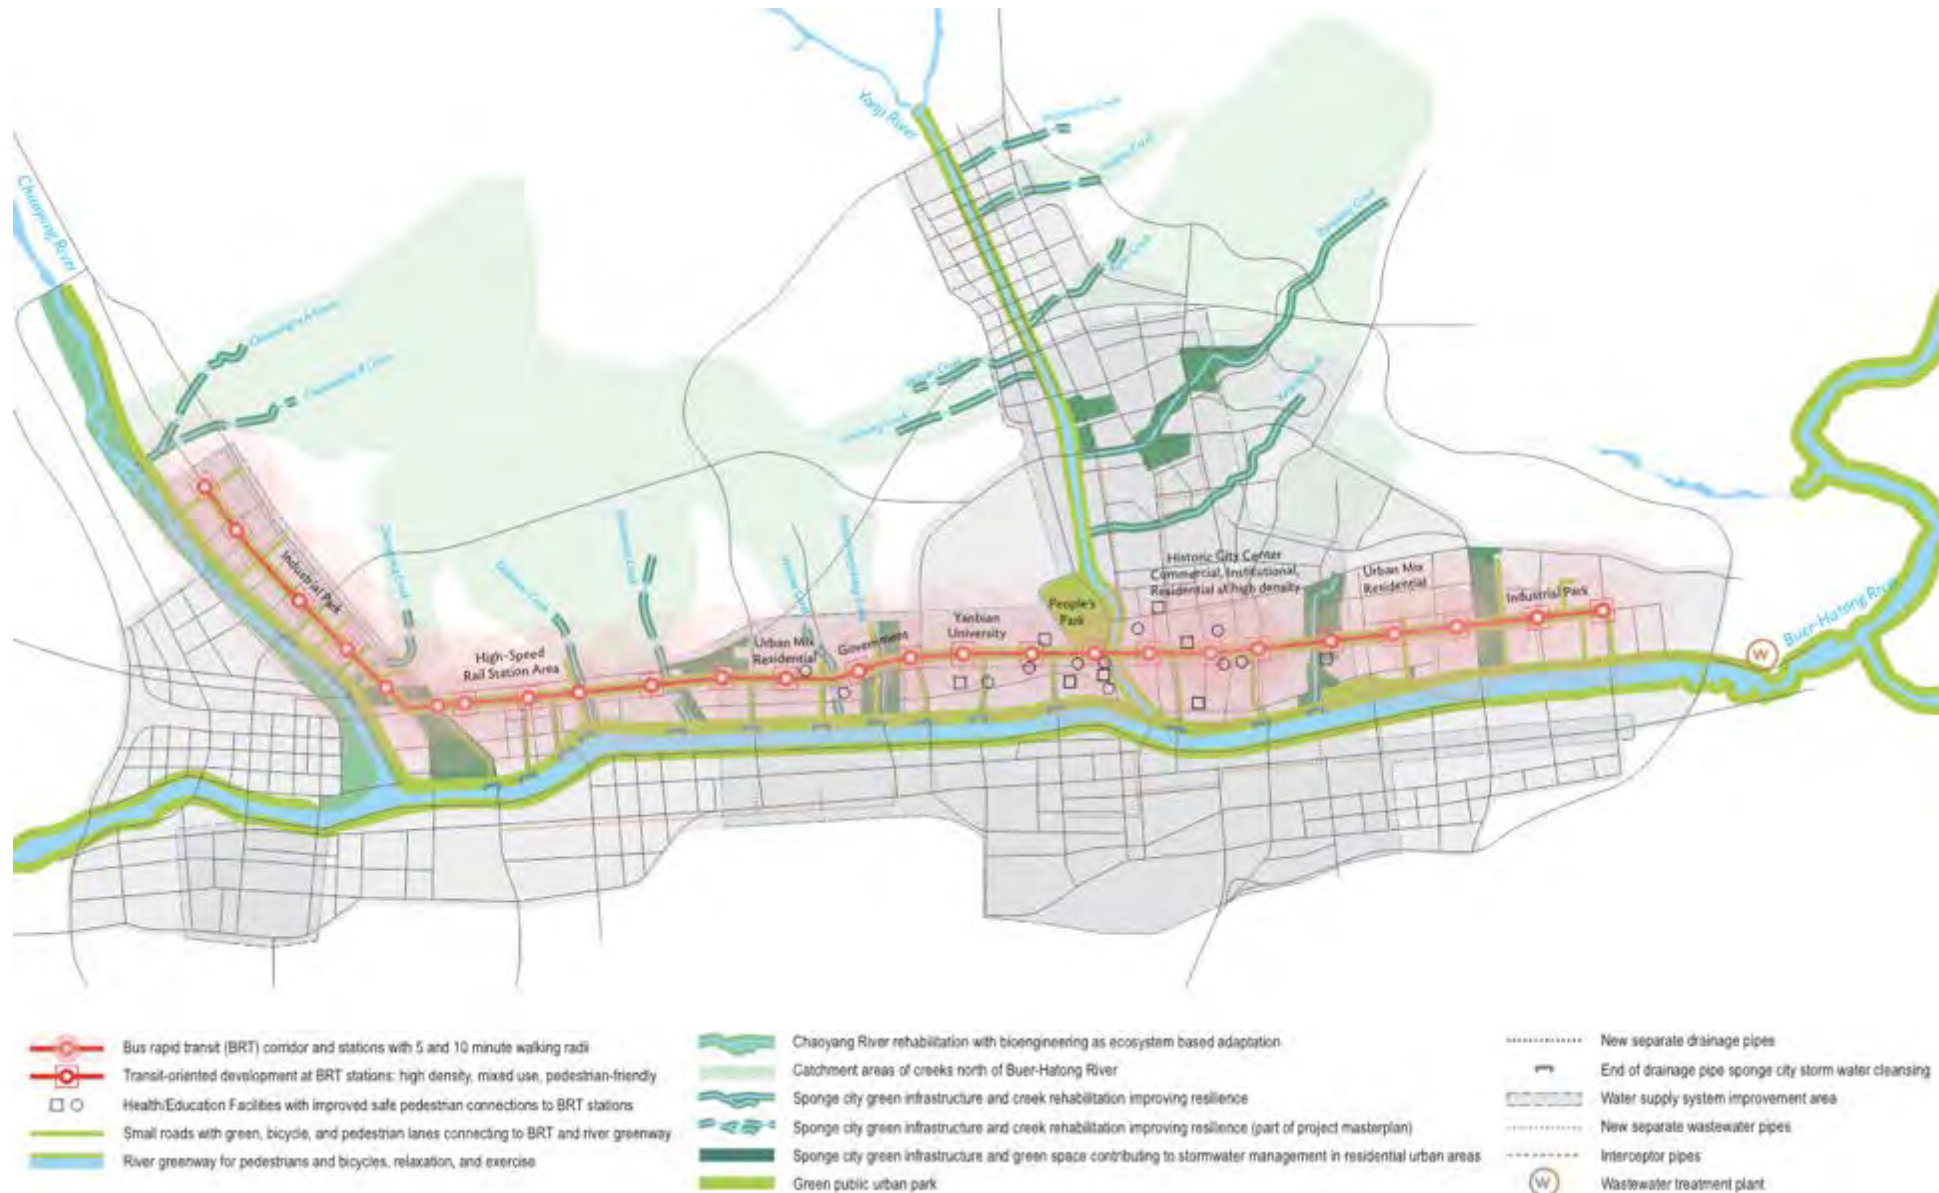 Yanji River
Chaoyang River
Industrial Park
High-Speed
Rail Station Area
Urban Mix
Residential
Government
Yanbian
University
People's
Park
Historic City Center
Commercial, Institutional,
Residential at high density
Urban Mix
Residential
Industrial Park
Buer-Hatong River
W
Bus rapid transit (BRT) corridor and stations with 5 and 10 minute walking radii
Transit-oriented development at BRT stations: high density, mixed use, pedestrian-friendly
Health/Education Facilities with improved safe pedestrian connections to BRT stations
Small roads with green, bicycle, and pedestrian lanes connecting to BRT and river greenway
River greenway for pedestrians and bicycles, relaxation, and exercise
Chaoyang River rehabilitation with bioengineering as ecosystem based adaptation
Catchment areas of creeks north of Buer-Hatong River
Sponge city green infrastructure and creek rehabilitation improving resilience
Sponge city green infrastructure and creek rehabilitation improving resilience (part of project masterplan)
Sponge city green infrastructure and green space contributing to stormwater management in residential urban areas
Green public urban park
New separate drainage pipes
End of drainage pipe sponge city storm water cleansing
Water supply system improvement area
New separate wastewater pipes
Interceptor pipes
W
Wastewater treatment plant